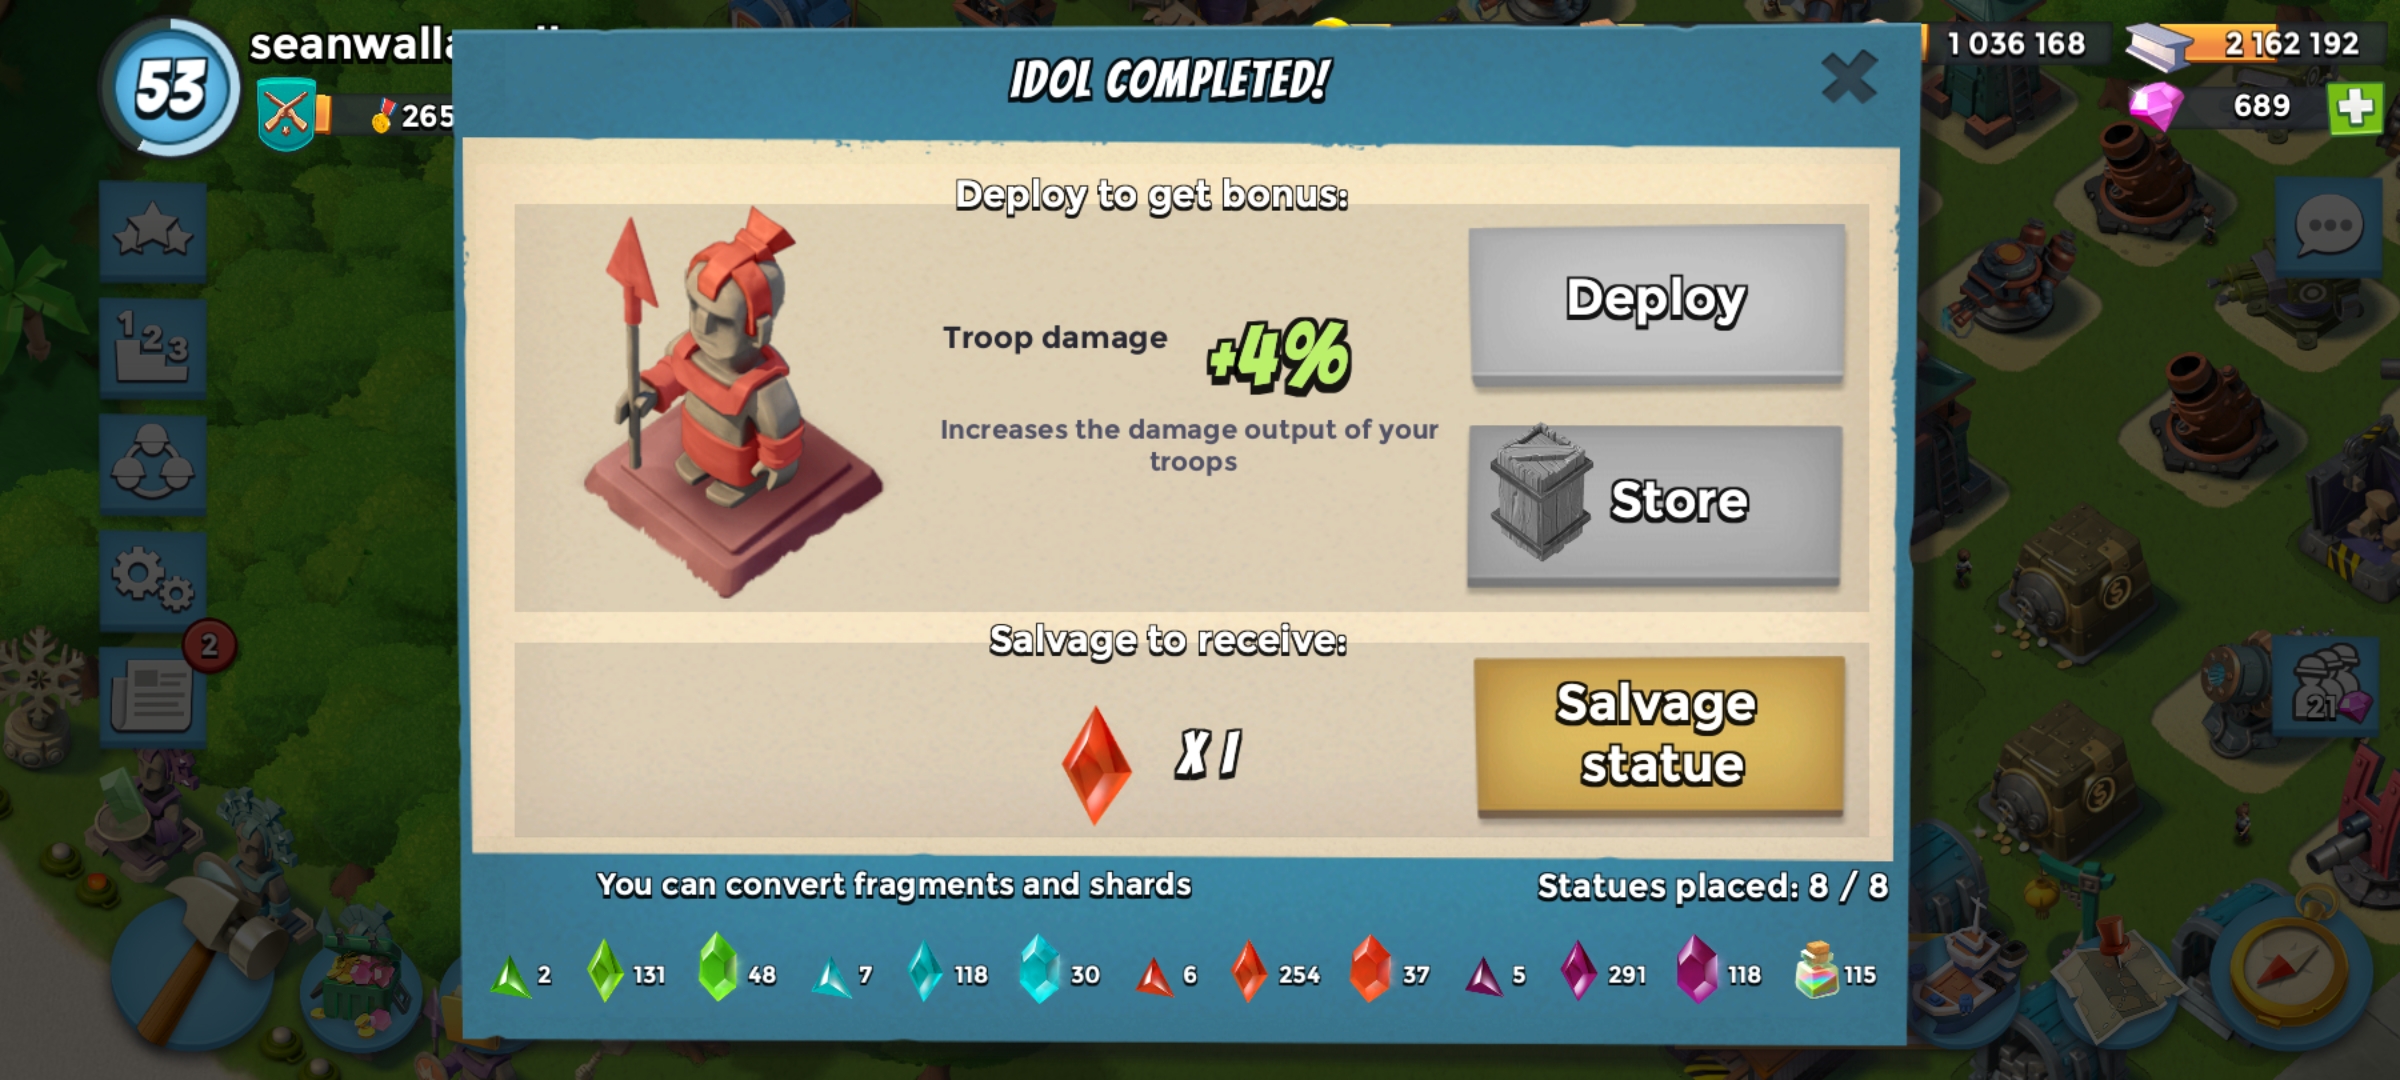 53
265
IDOL COMPLETED!
1 036 168
2 162 192
689
Deploy to get bonus:
Troop damage +4%
Increases the damage output of your
troops
Deploy
Store
1 2 3
2
Salvage to receive:
X 1
Salvage
statue
21
You can convert fragments and shards
Statues placed: 8 / 8
2 131 48 7 118 30 6 254 37 5 291 118 115